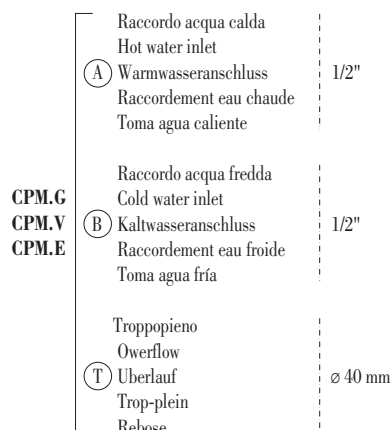 Raccordo acqua calda
Hot water inlet
A Warmwasseranschluss 1/2"
Raccordement eau chaude
Toma agua caliente
Raccordo acqua fredda
CPM.G Cold water inlet
CPM.V B Kaltwasseranschluss 1/2"
CPM.E Raccordement eau froide
Toma agua fría
Troppopieno
Owerflow
T Uberlauf ⌀ 40 mm
Trop-plein
Rebose